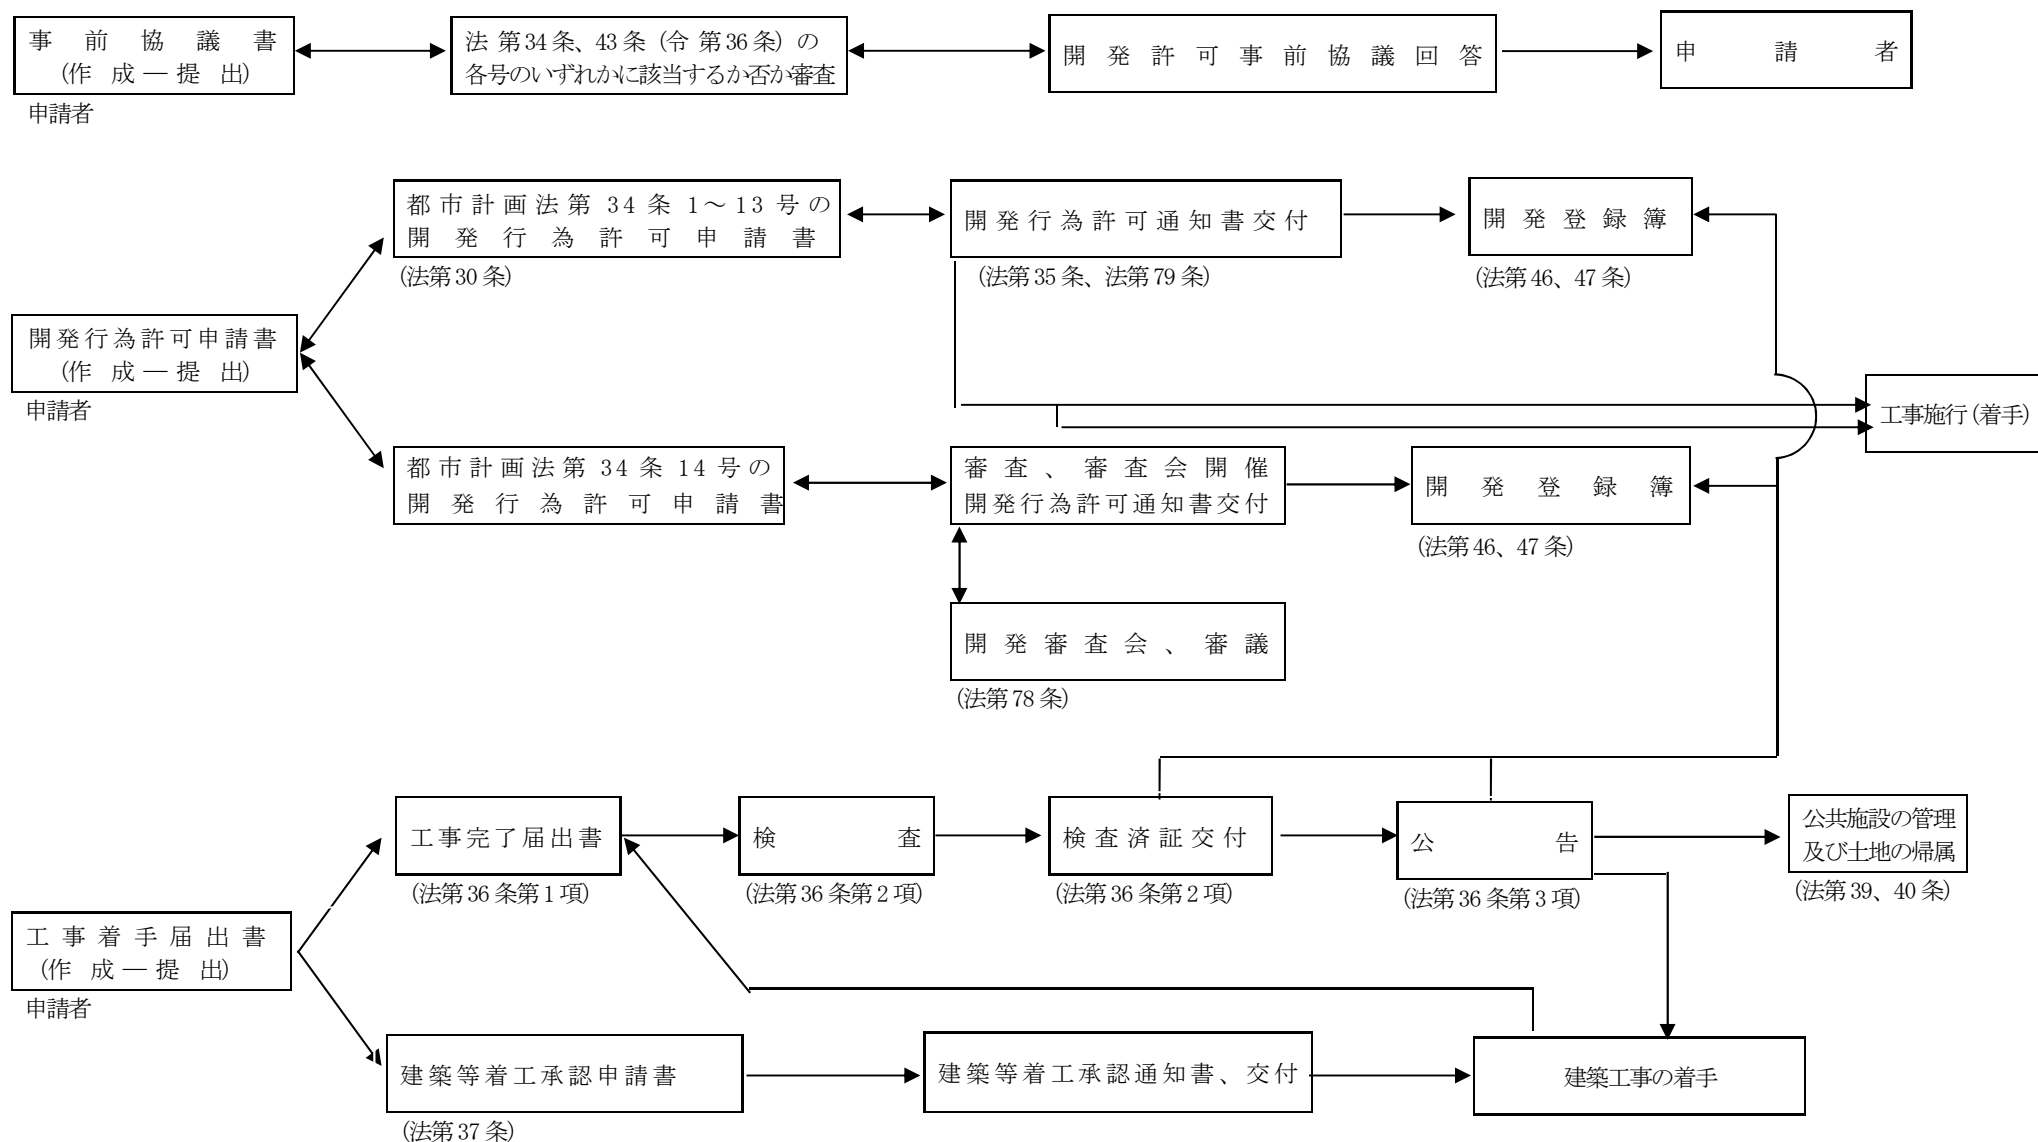 事前協議書
(作成―提出)
申請者
法第34条、43条(令第36条)の
各号のいずれかに該当するか否か審査
開発許可事前協議回答
申請者
都市計画法第34条1～13号の
開発行為許可申請書
(法第30条)
開発行為許可通知書交付
(法第35条、法第79条)
開発登録簿
(法第46、47条)
開発行為許可申請書
(作成―提出)
申請者
工事施行(着手)
都市計画法第34条14号の
開発行為許可申請書
審査、審査会開催
開発行為許可通知書交付
開発登録簿
(法第46、47条)
開発審査会、審議
(法第78条)
工事完了届出書
(法第36条第1項)
検査
(法第36条第2項)
検査済証交付
(法第36条第2項)
公告
(法第36条第3項)
公共施設の管理
及び土地の帰属
(法第39、40条)
工事着手届出書
(作成―提出)
申請者
建築等着工承認申請書
(法第37条)
建築等着工承認通知書、交付
建築工事の着手